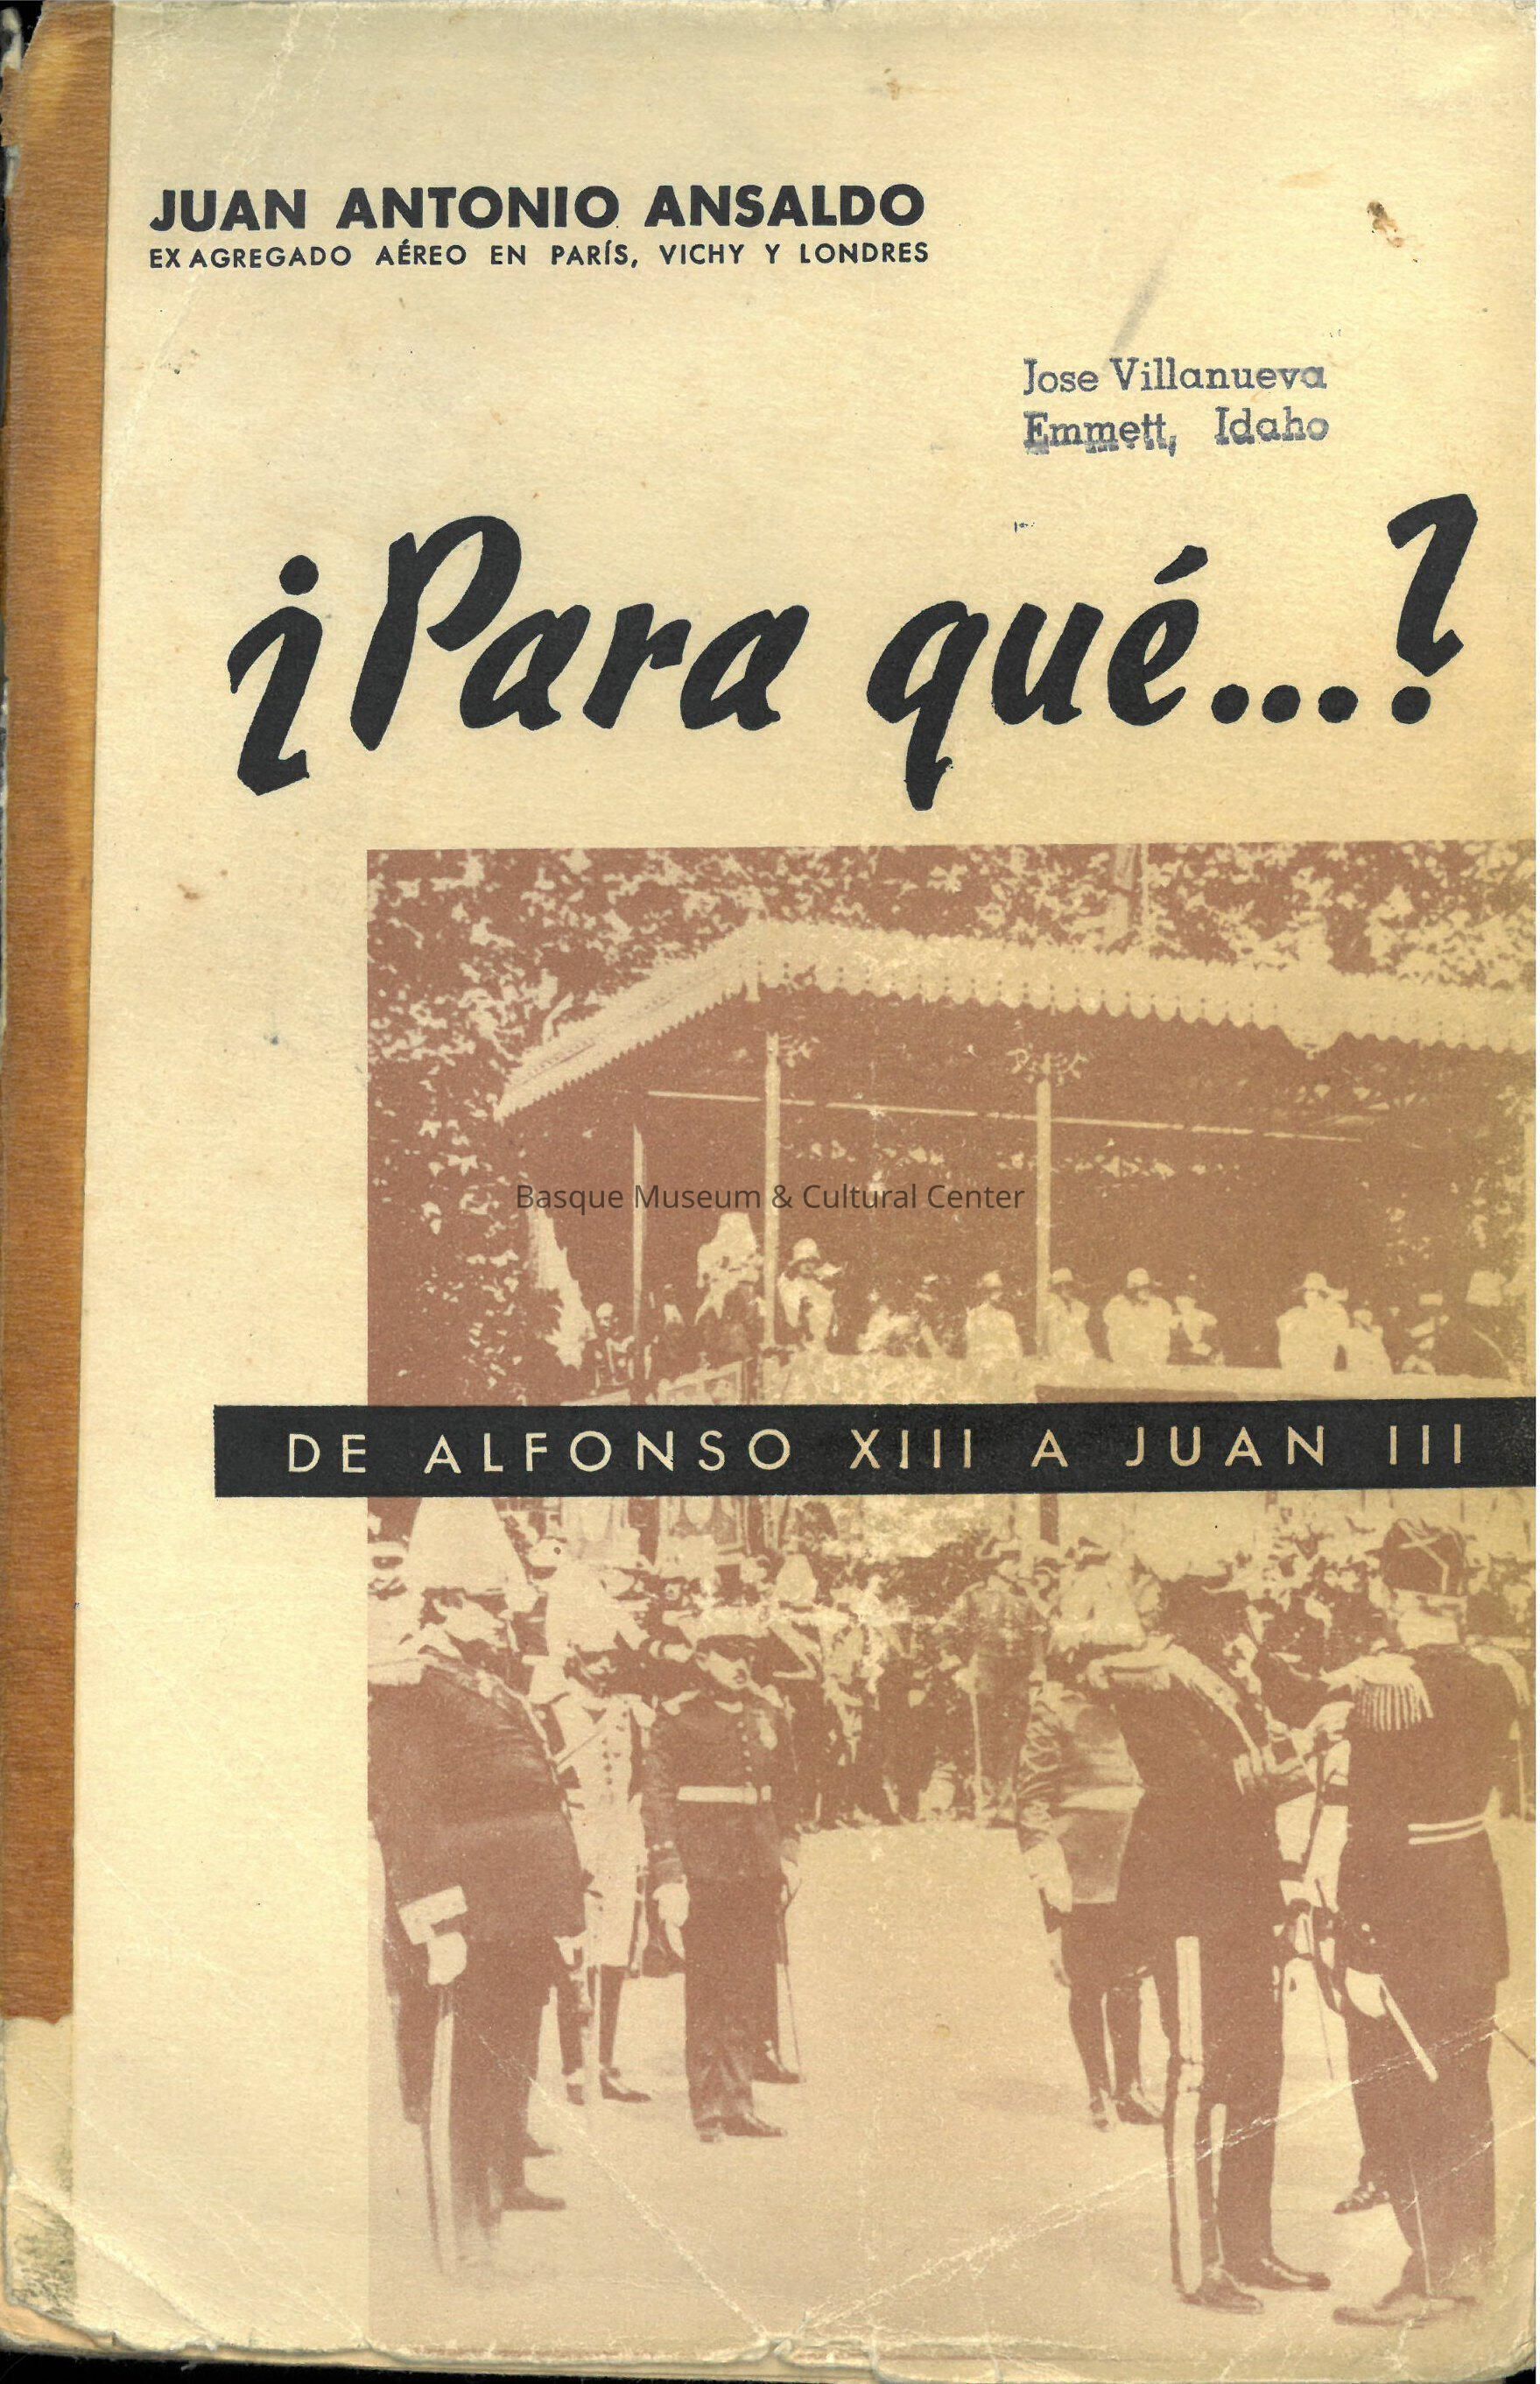 JUAN ANTONIO ANSALDO
EX AGREGADO AÉREO EN PARÍS, VICHY Y LONDRES
Jose Villanueva
Emmett, Idaho
¿Para qué...?
Basque Museum & Cultural Center
DE ALFONSO XIII A JUAN III